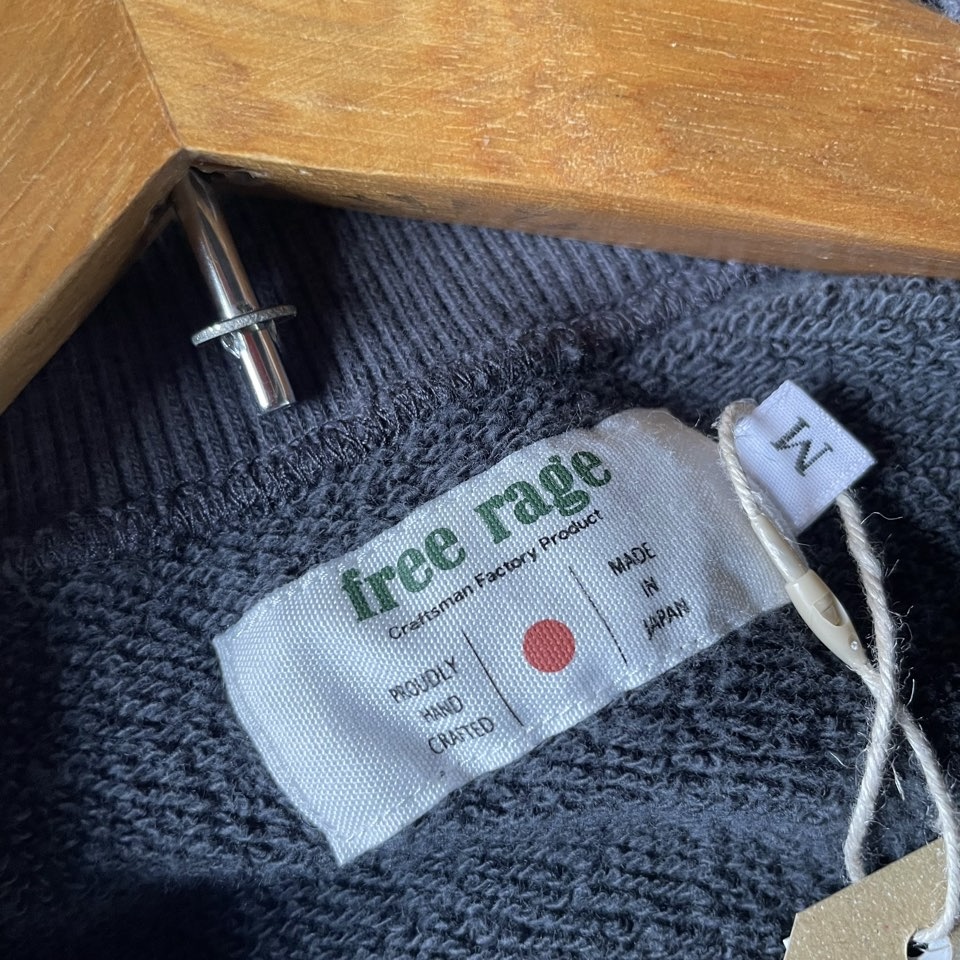 free rage
Craftsman Factory Product
PROUDLY
HAND
CRAFTED
MADE
IN
JAPAN
M